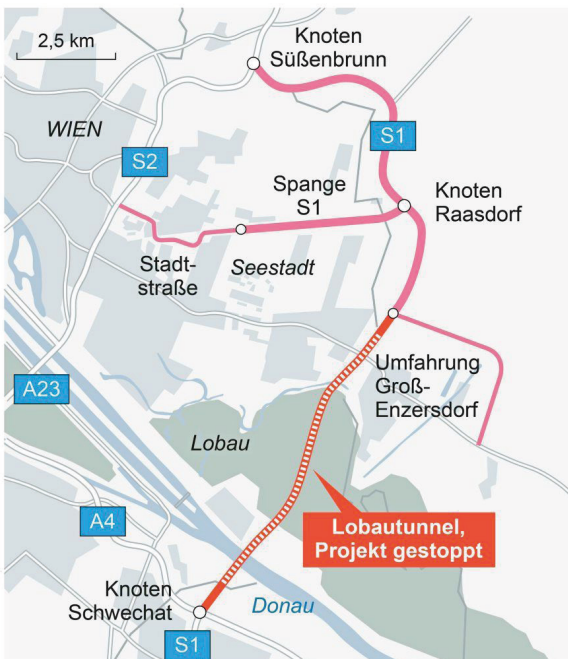 2,5 km
Knoten
Süßenbrunn
WIEN
S1
S2
Spange
S1
Knoten
Raasdorf
Stadt-
straße
Seestadt
Umfahrung
Groß-
Enzersdorf
A23
Lobau
A4
Lobautunnel,
Projekt gestoppt
Knoten
Schwechat
Donau
S1